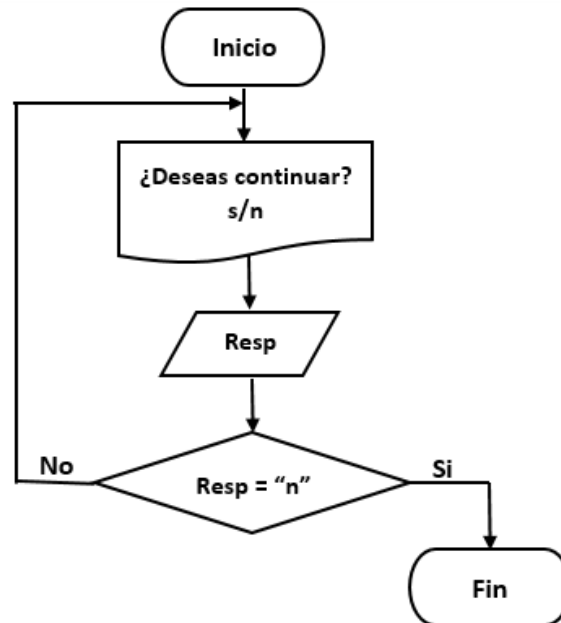 Inicio
¿Deseas continuar?
s/n
Resp
No
Resp = “n”
Si
Fin